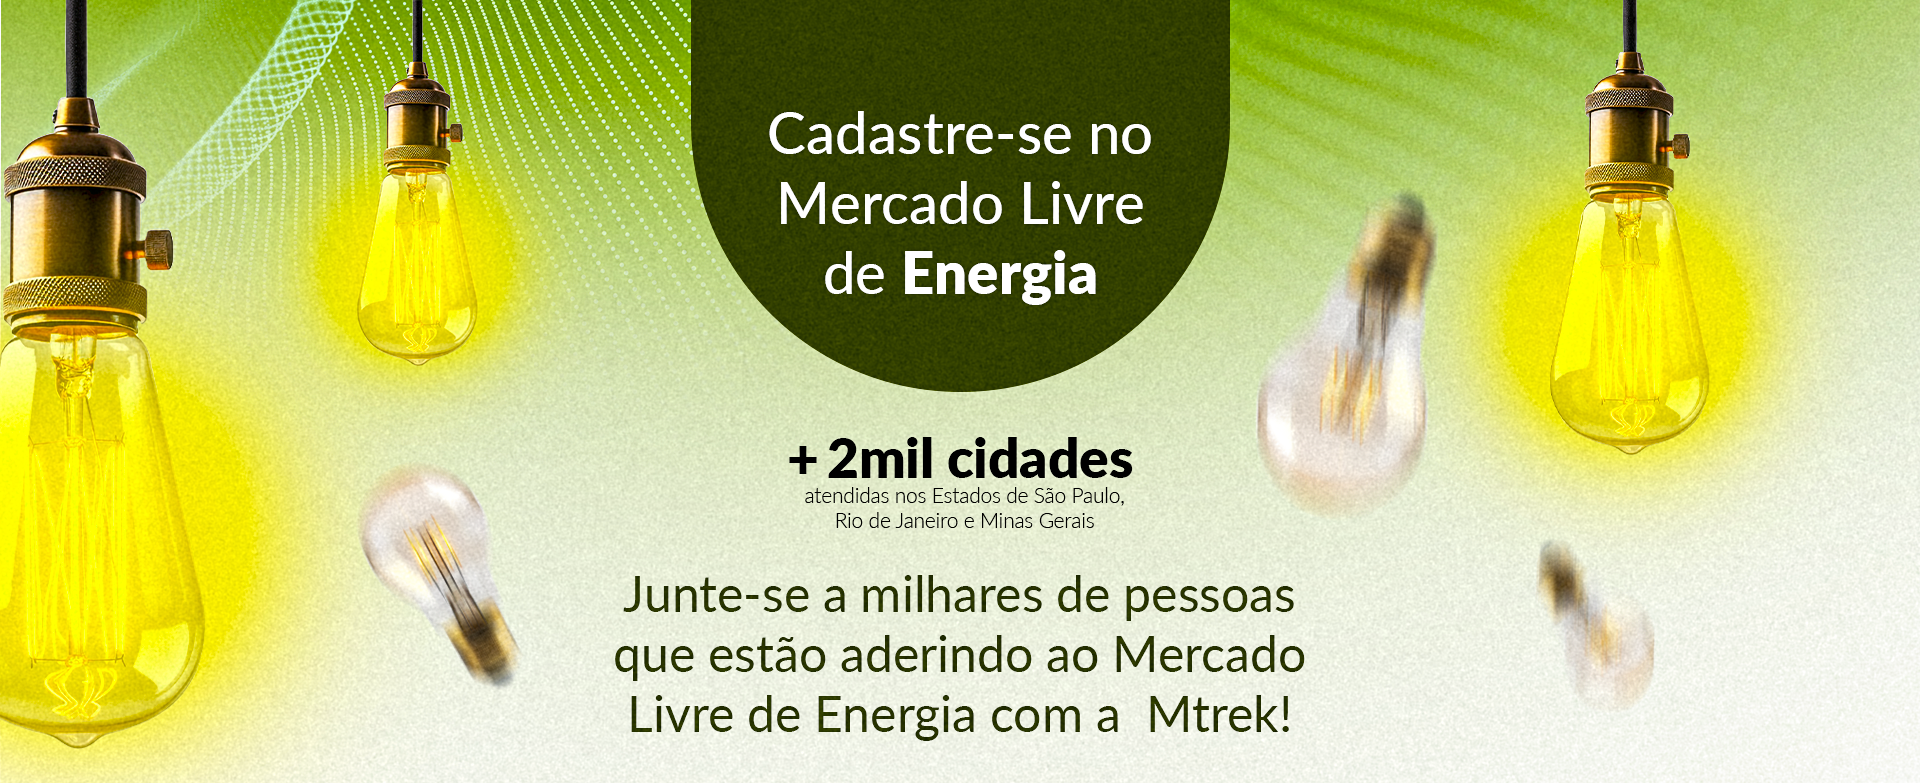 Cadastre-se no
Mercado Livre
de Energia
+ 2mil cidades
atendidas nos Estados de São Paulo,
Rio de Janeiro e Minas Gerais
Junte-se a milhares de pessoas
que estão aderindo ao Mercado
Livre de Energia com a  Mtrek!